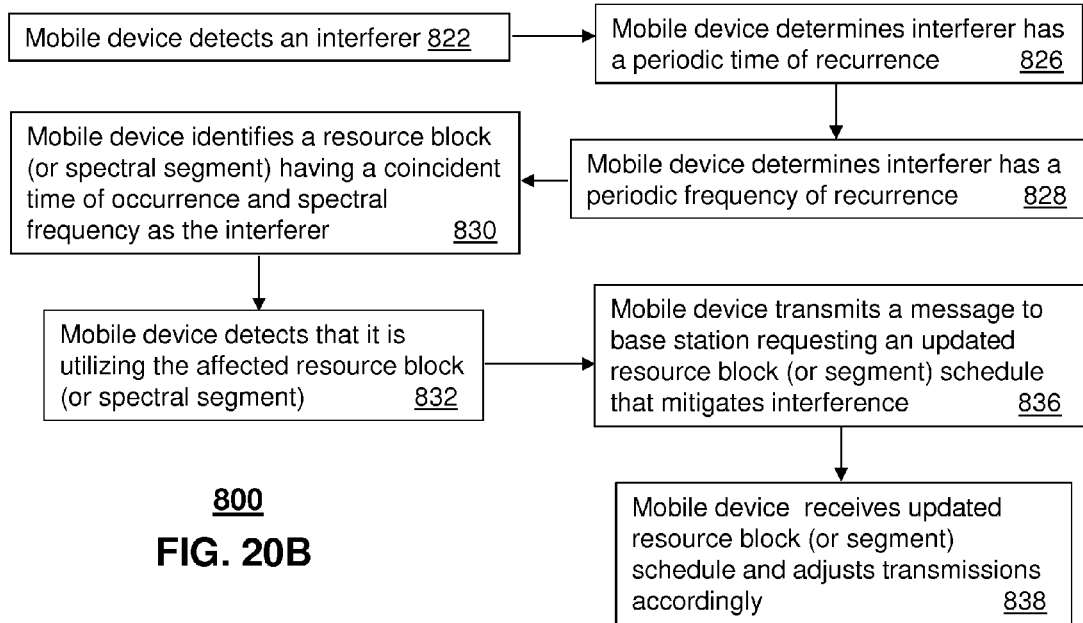 Mobile device detects an interferer 822
Mobile device determines interferer has
a periodic time of recurrence 826
Mobile device determines interferer has a
periodic frequency of recurrence 828
Mobile device identifies a resource block
(or spectral segment) having a coincident
time of occurrence and spectral
frequency as the interferer 830
Mobile device detects that it is
utilizing the affected resource block
(or spectral segment) 832
Mobile device transmits a message to
base station requesting an updated
resource block (or segment) schedule
that mitigates interference 836
Mobile device receives updated
resource block (or segment)
schedule and adjusts transmissions
accordingly 838
800
FIG. 20B